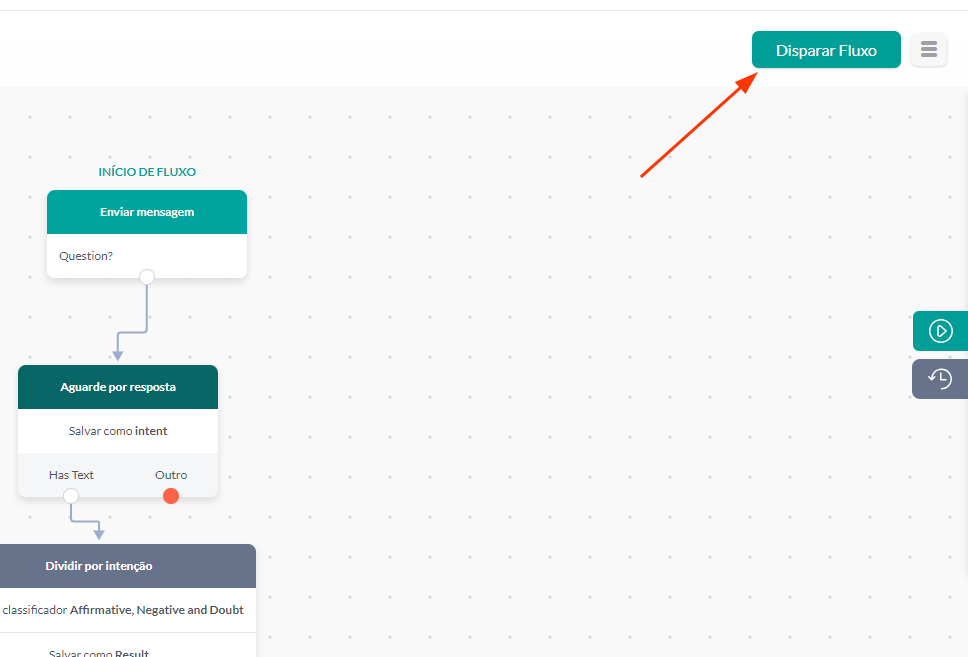 Disparar Fluxo
INÍCIO DE FLUXO
Enviar mensagem
Question?
Aguarde por resposta
Salvar como intent
Has Text
Outro
Dividir por intenção
classificador Affirmative, Negative and Doubt
Salvar como Result